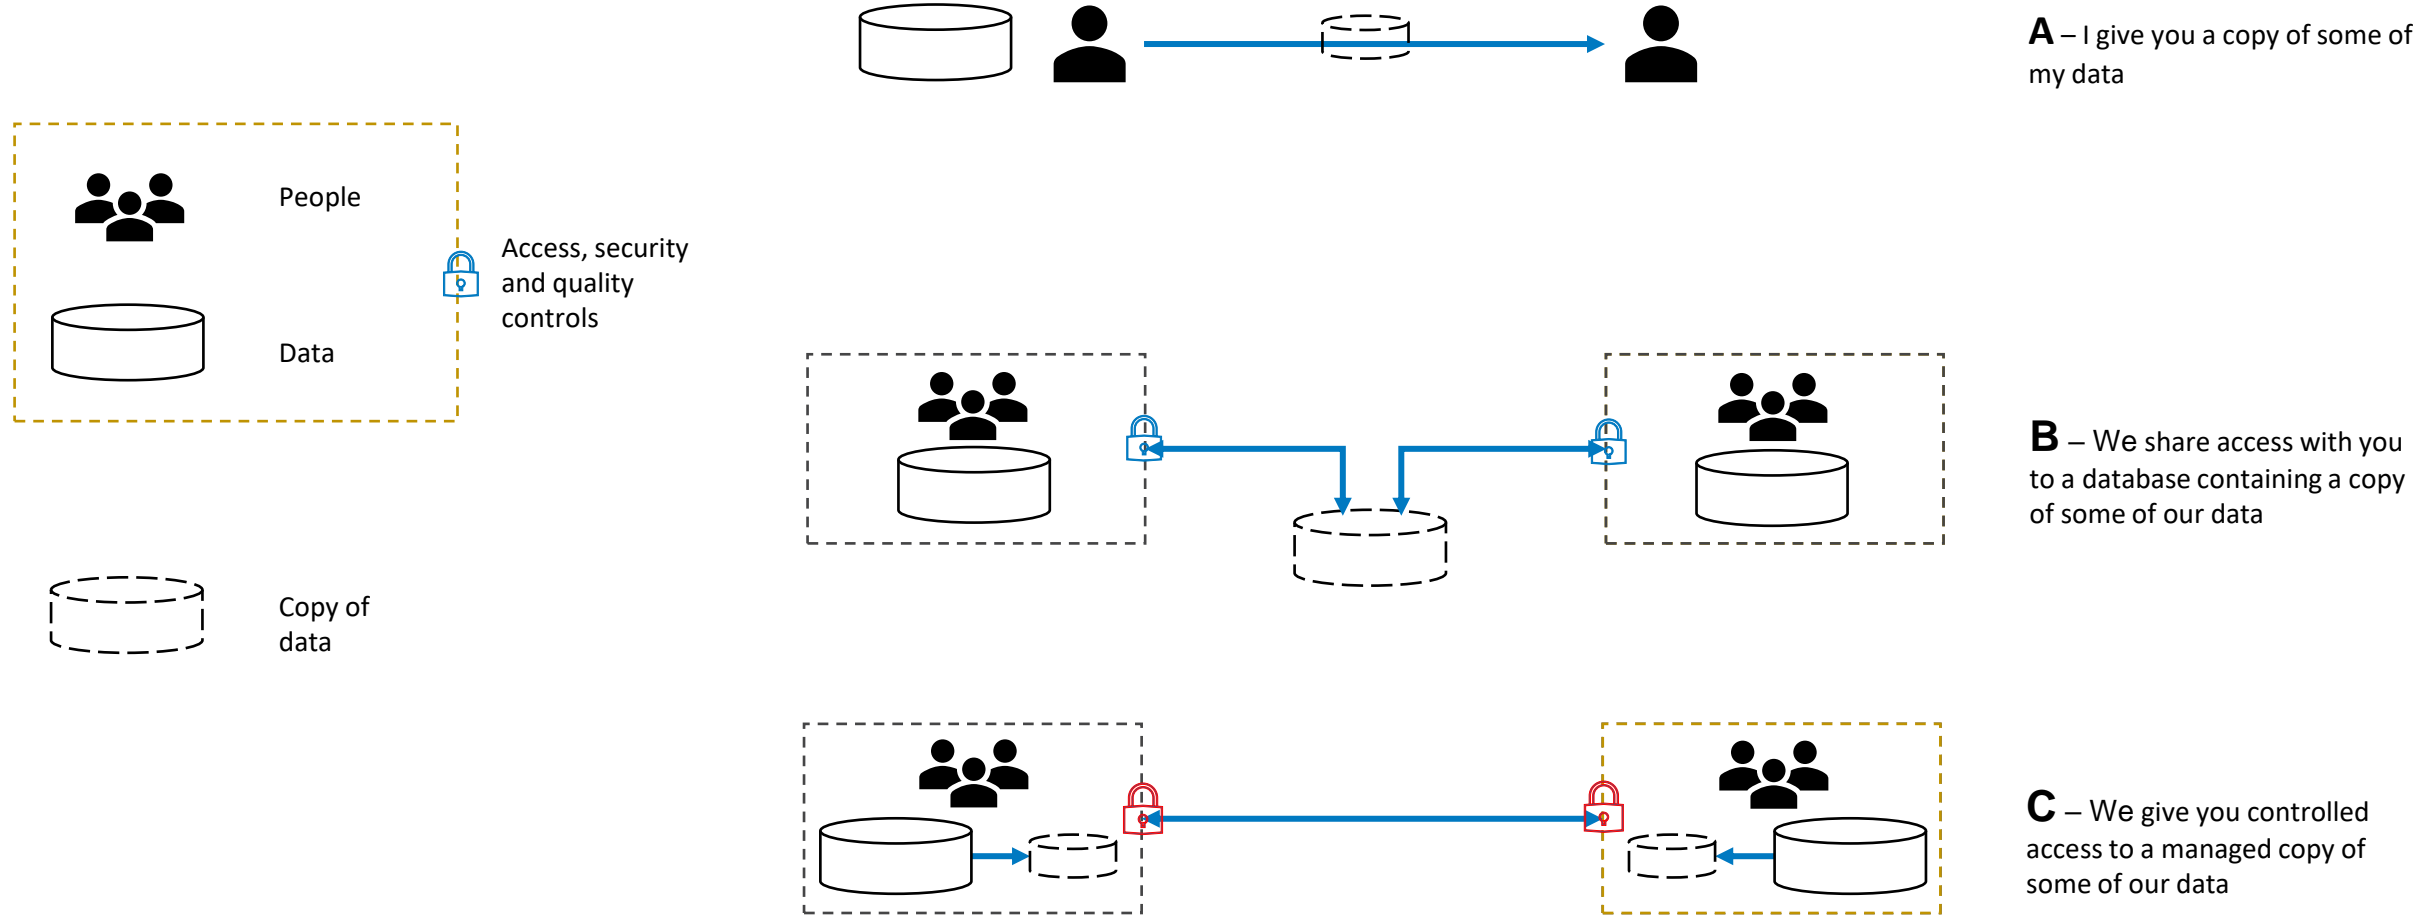 A – I give you a copy of some of
my data
People
Access, security
and quality
controls
Data
B – We share access with you
to a database containing a copy
of some of our data
Copy of
data
C – We give you controlled
access to a managed copy of
some of our data